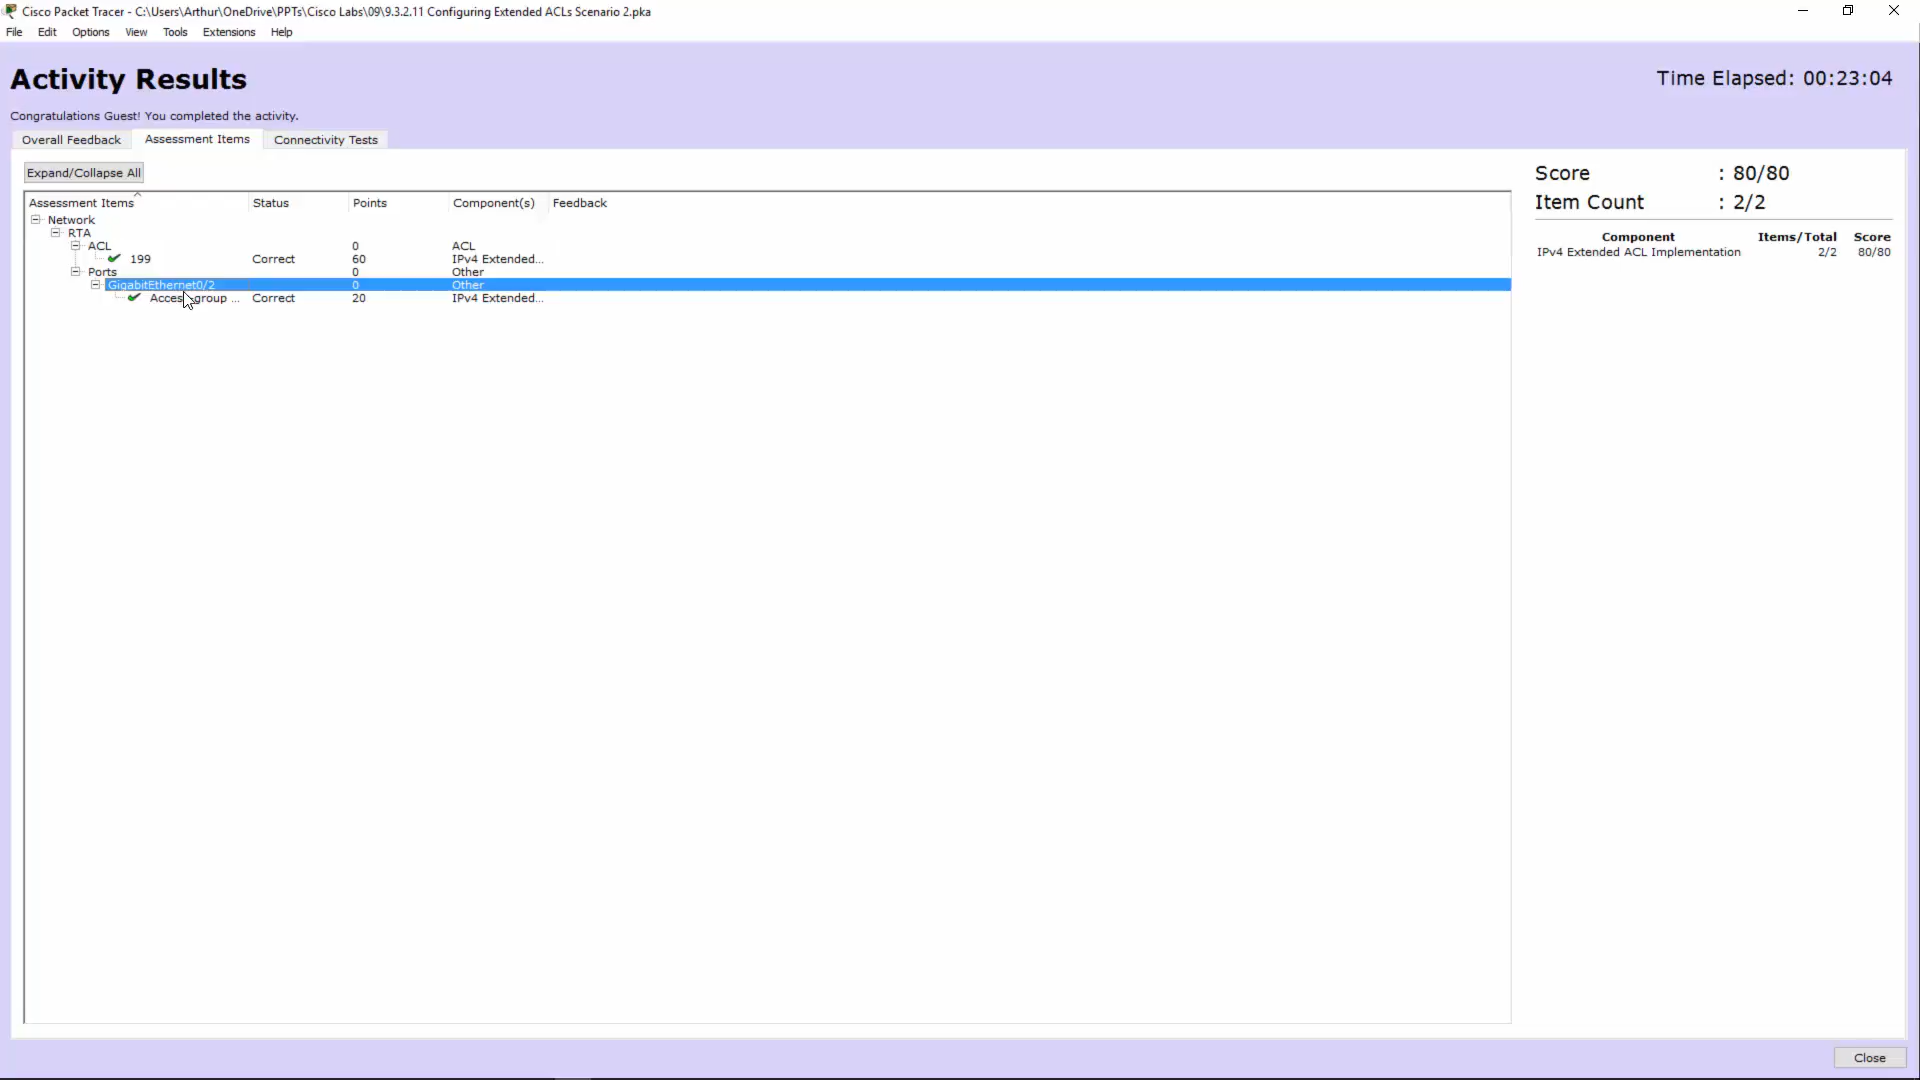 Cisco Packet Tracer - C:\Users\Arthur\OneDrive\PPTs\Cisco Labs\09\9.3.2.11 Configuring Extended ACLs Scenario 2.pka
File Edit Options View Tools Extensions Help
Activity Results
Time Elapsed: 00:23:04
Congratulations Guest! You completed the activity.
Overall Feedback Assessment Items Connectivity Tests
Expand/Collapse All
Assessment Items Status Points Component(s) Feedback
Network
RTA
ACL 0 ACL
199 Correct 60 IPv4 Extended...
Ports 0 Other
GigabitEthernet0/2 0 Other
Access-group ... Correct 20 IPv4 Extended...
Score : 80/80
Item Count : 2/2
Component Items/Total Score
IPv4 Extended ACL Implementation 2/2 80/80
Close